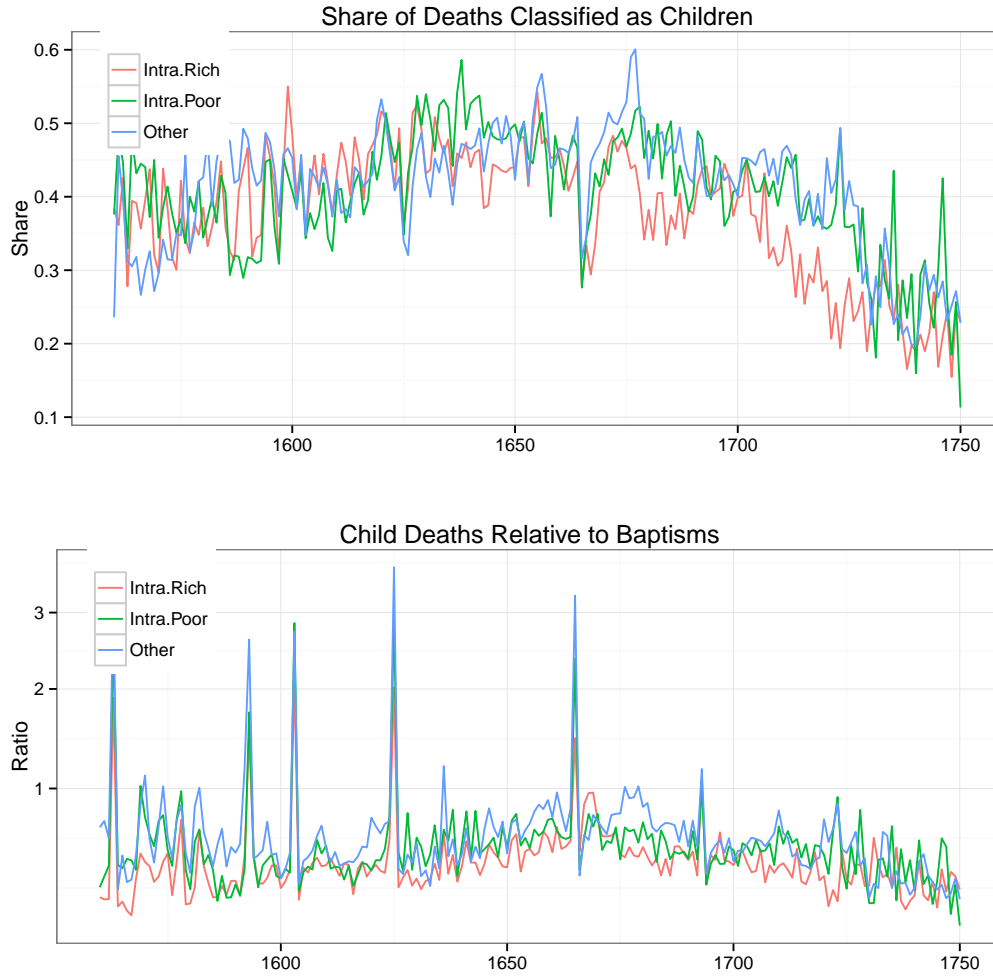 Share of Deaths Classified as Children
0.6
0.5
0.4
0.3
0.2
0.1
Share
Intra.Rich
Intra.Poor
Other
1600
1650
1700
1750
Child Deaths Relative to Baptisms
3
2
1
Ratio
Intra.Rich
Intra.Poor
Other
1600
1650
1700
1750